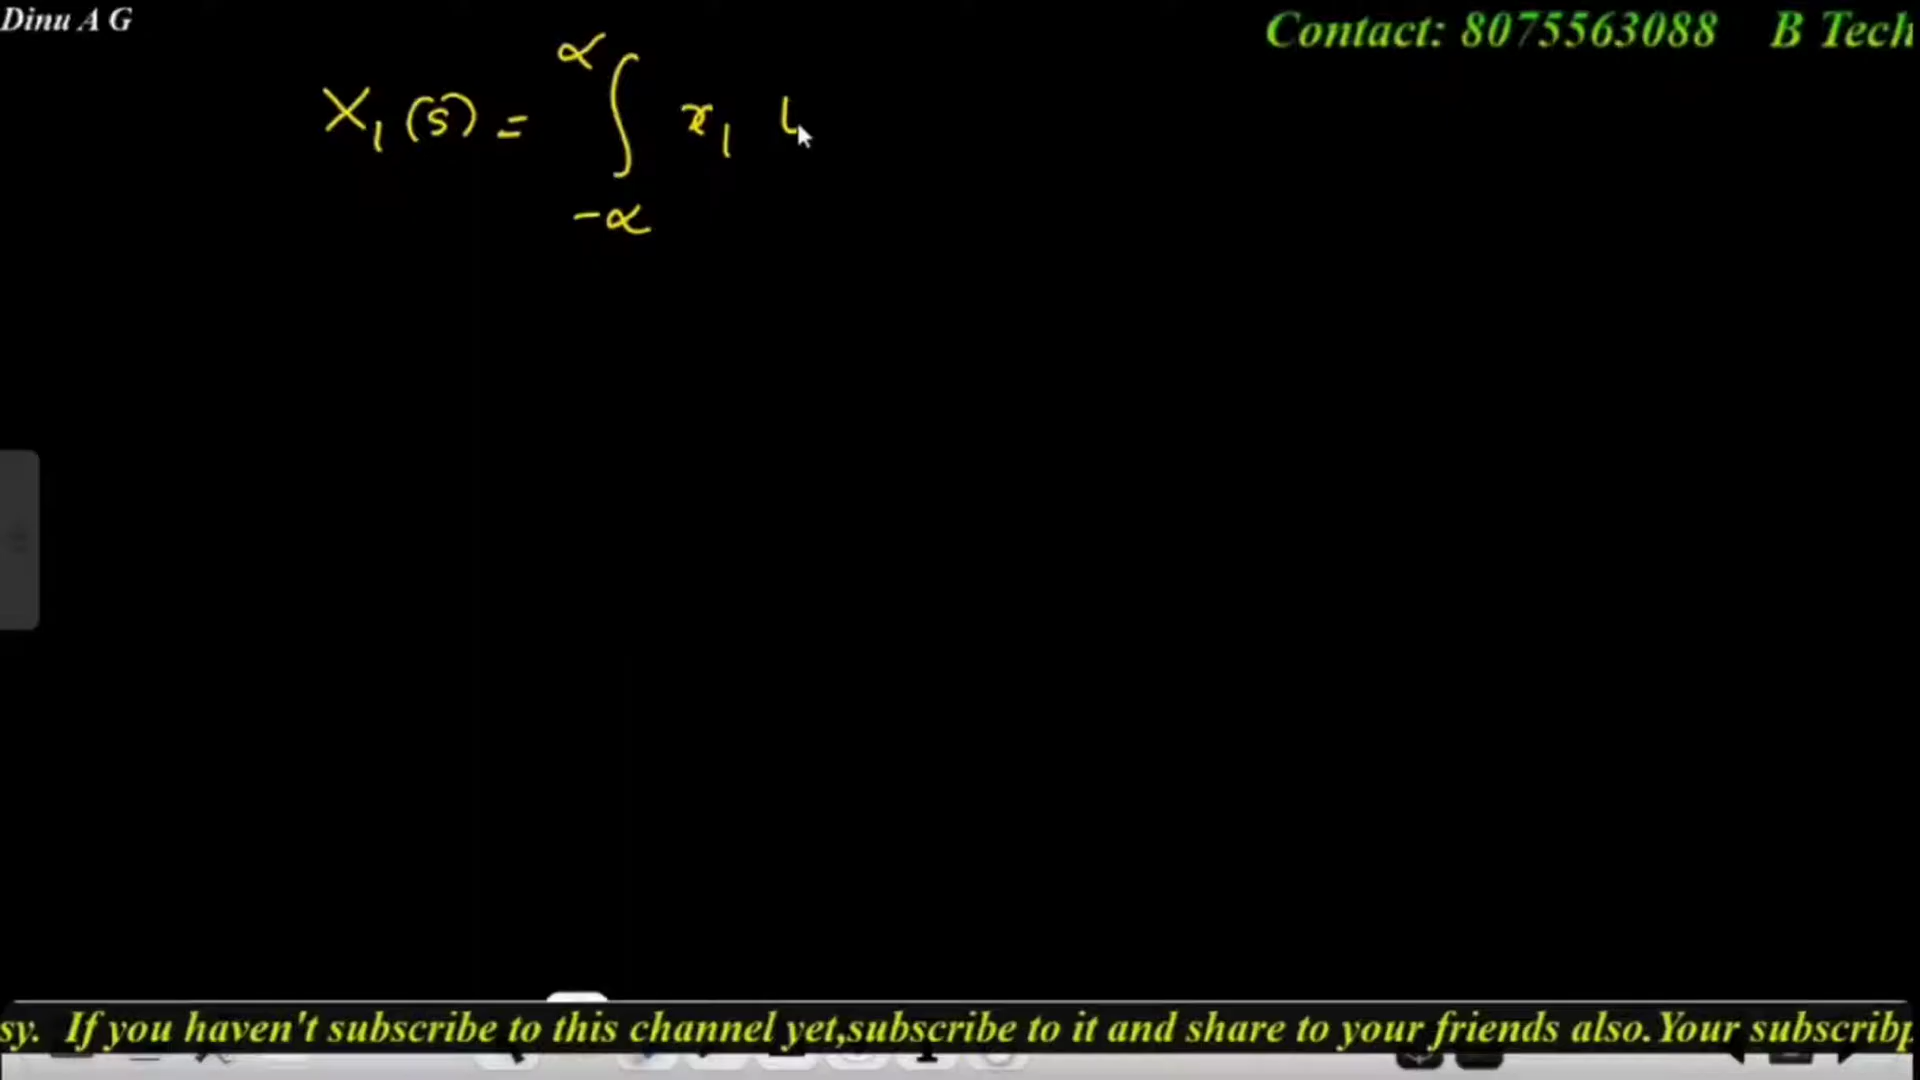 Dinu A G
Contact: 8075563088 B Tech
X₁(s) = ∫_{-α}^{α} x₁
sy. If you haven't subscribe to this channel yet,subscribe to it and share to your friends also.Your subscrib